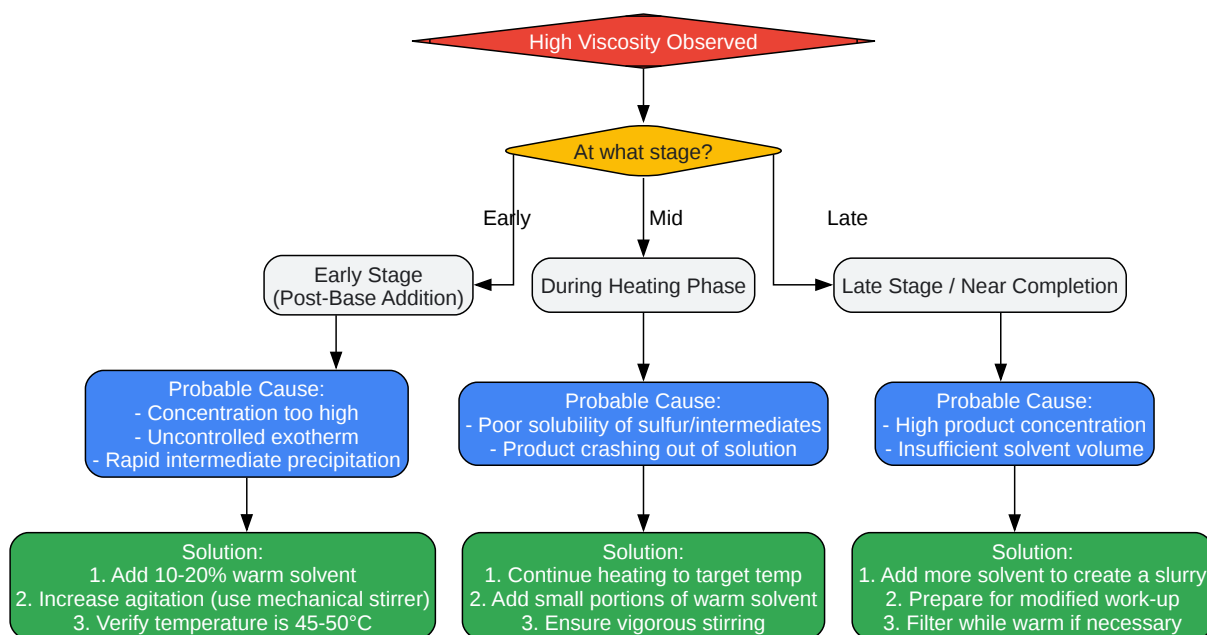 High Viscosity Observed
At what stage?
Early
Mid
Late
Early Stage
(Post-Base Addition)
During Heating Phase
Late Stage / Near Completion
Probable Cause:
- Concentration too high
- Uncontrolled exotherm
- Rapid intermediate precipitation
Probable Cause:
- Poor solubility of sulfur/intermediates
- Product crashing out of solution
Probable Cause:
- High product concentration
- Insufficient solvent volume
Solution:
1. Add 10-20% warm solvent
2. Increase agitation (use mechanical stirrer)
3. Verify temperature is 45-50°C
Solution:
1. Continue heating to target temp
2. Add small portions of warm solvent
3. Ensure vigorous stirring
Solution:
1. Add more solvent to create a slurry
2. Prepare for modified work-up
3. Filter while warm if necessary